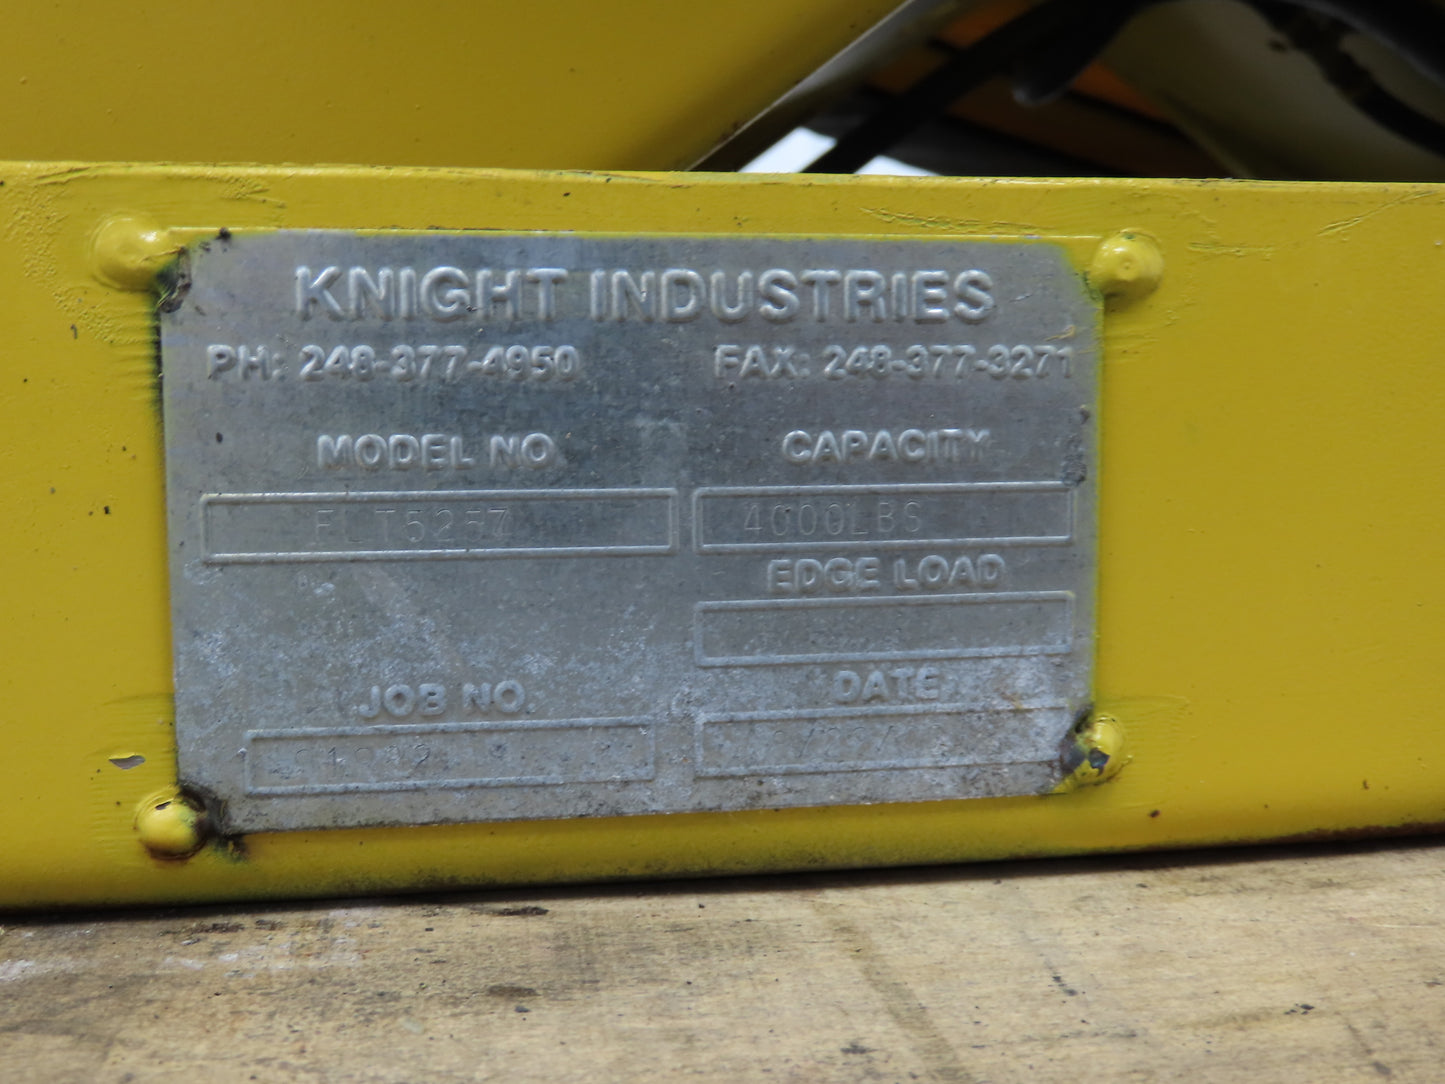 KNIGHT INDUSTRIES
PH: 248-377-4950 FAX: 248-377-3271
MODEL NO CAPACITY
FLT5257 4000LBS
EDGE LOAD
JOB NO. DATE